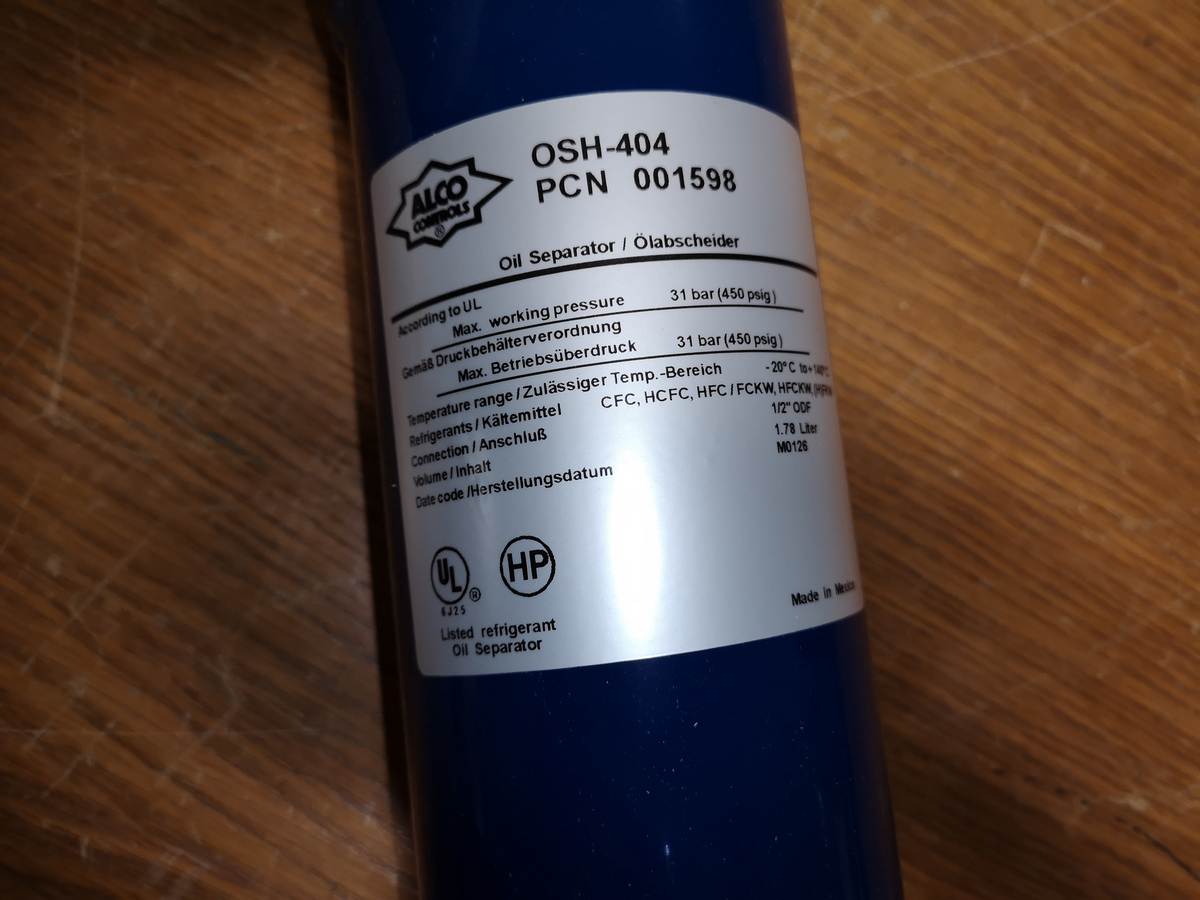 ALCO
CONTROLS
®
OSH-404
PCN 001598
Oil Separator / Ölabscheider
According to UL
Max. working pressure 31 bar (450 psig)
Gemäß Druckbehälterverordnung
Max. Betriebsüberdruck 31 bar (450 psig)
Temperature range / Zulässiger Temp.-Bereich -20°C to+140°C
Refrigerants / Kältemittel CFC, HCFC, HFC / FCKW, HFCKW,
Connection / Anschluß 1/2" ODF
Volume / Inhalt 1.78 Liter
Date code /Herstellungsdatum M0126
UL ® HP
6J25
Listed refrigerant
Oil Separator
Made in Mexico